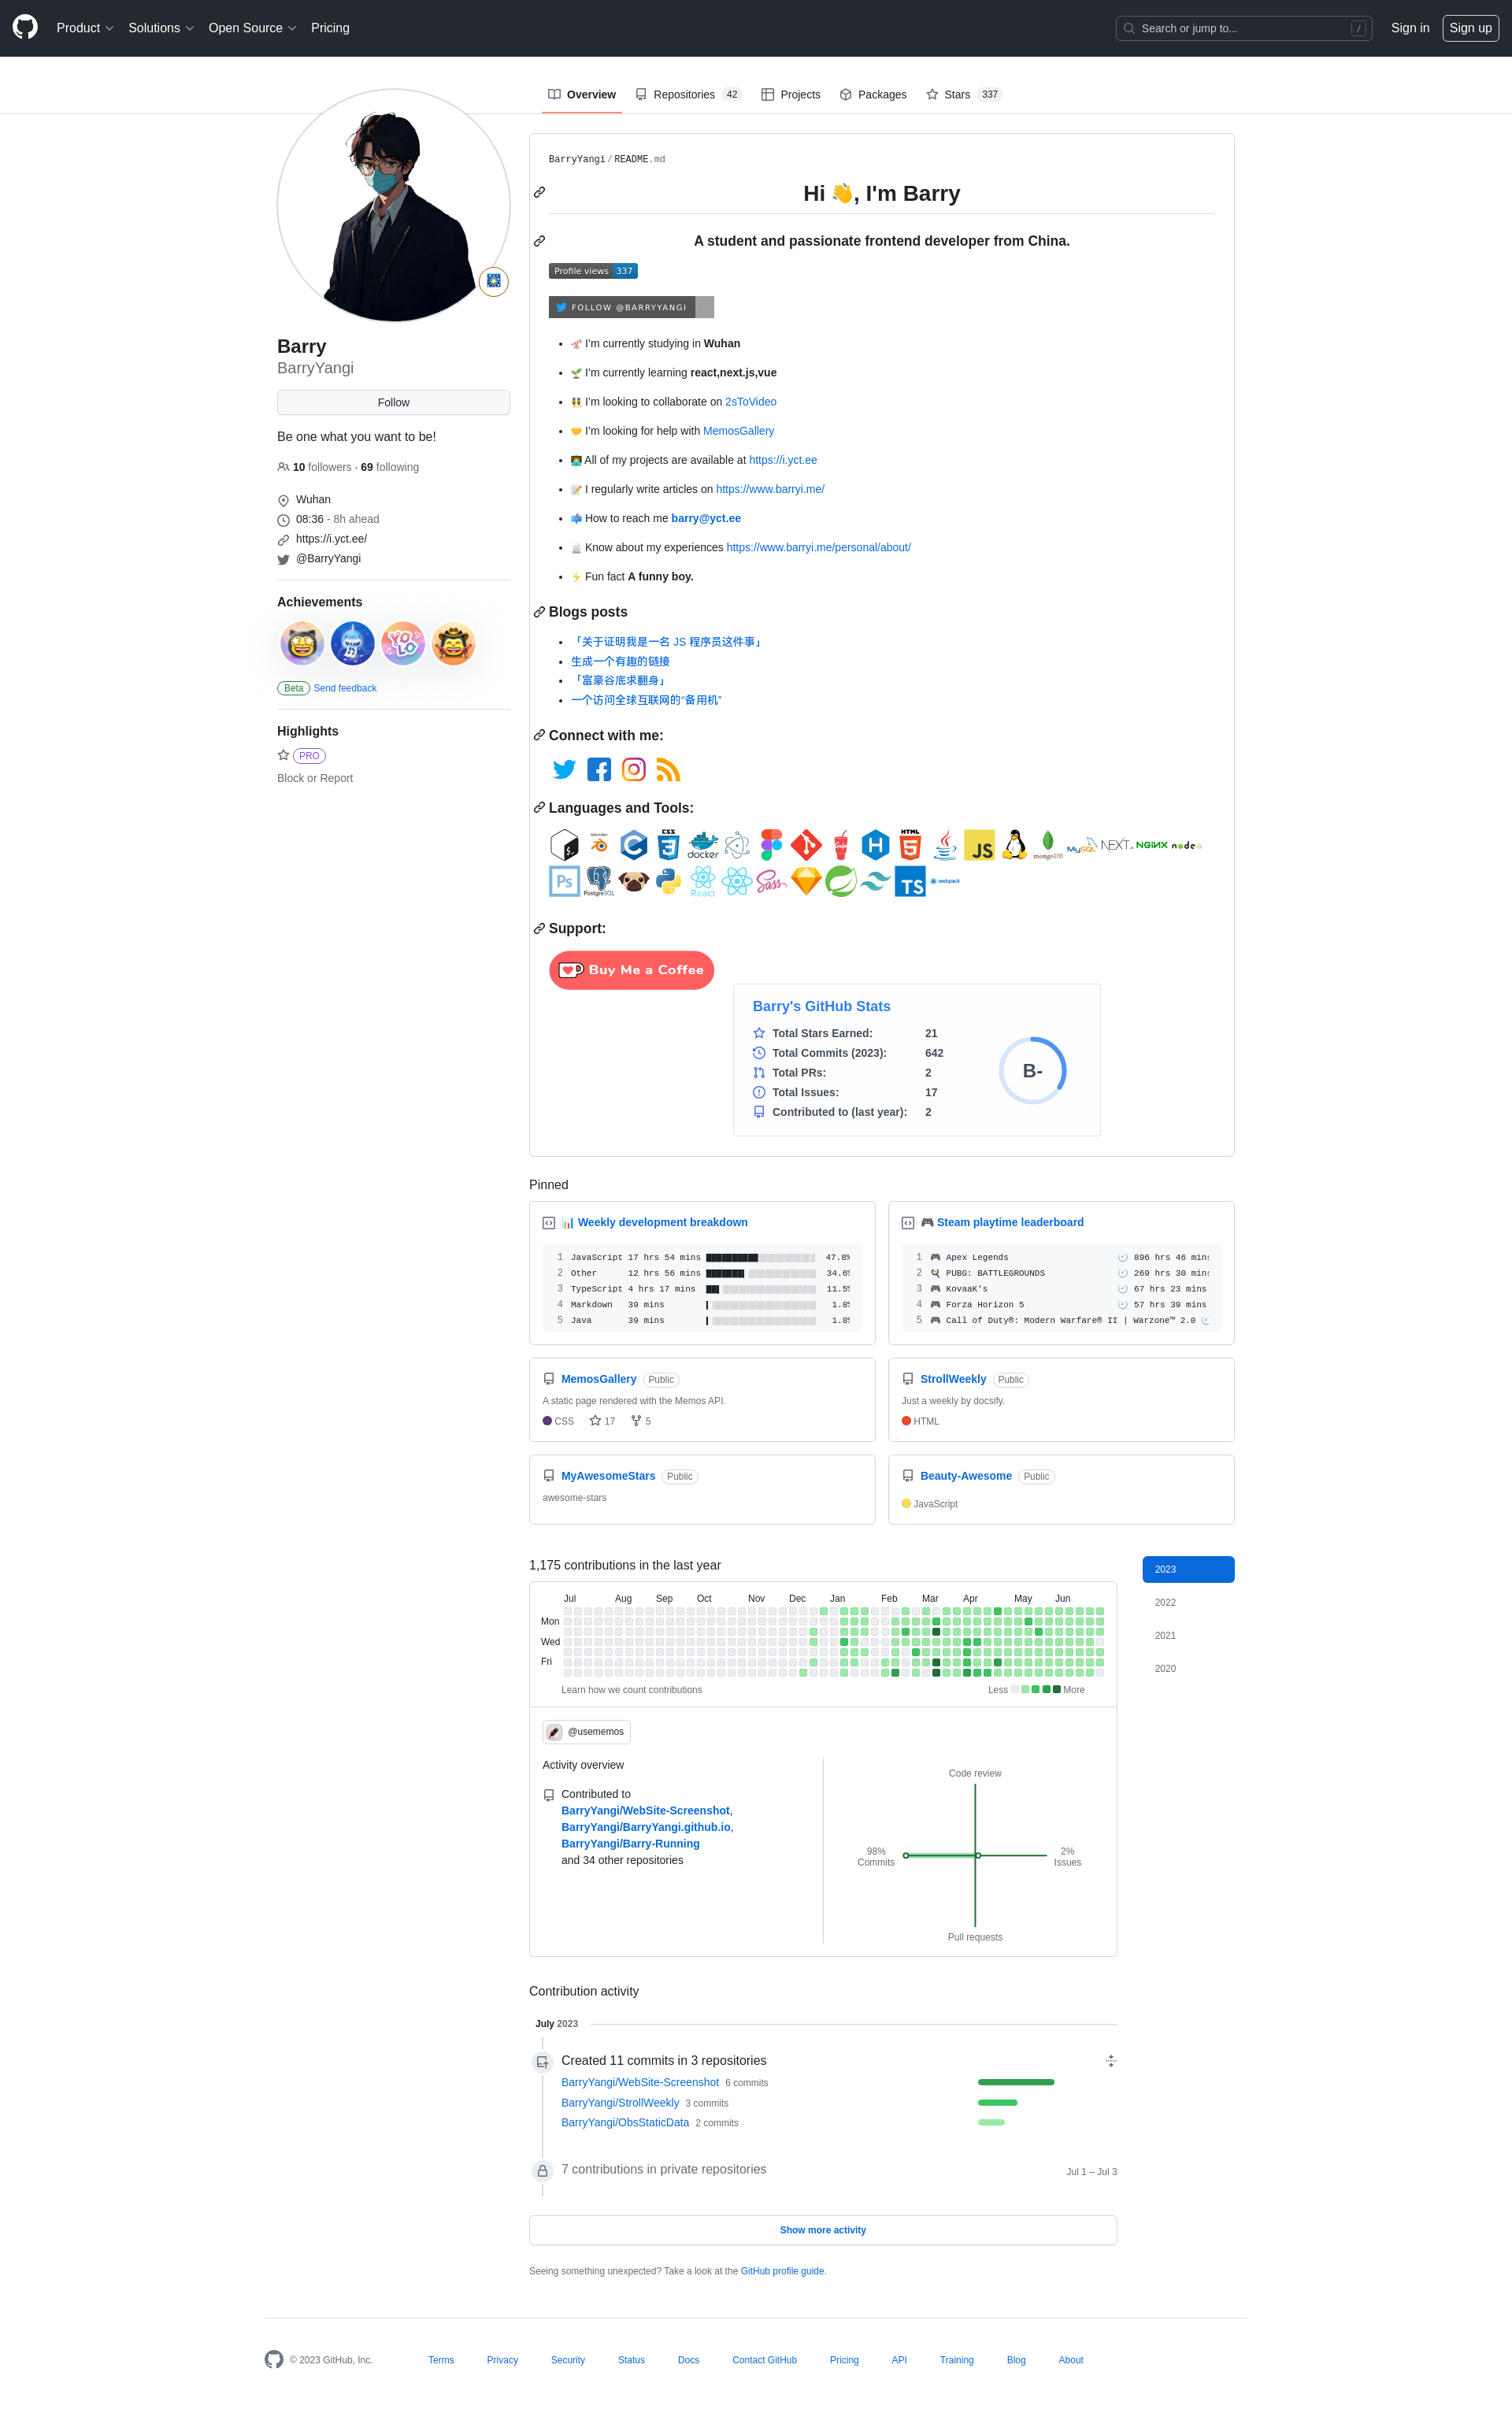 Product Solutions Open Source Pricing Search or jump to... / Sign in Sign up
Overview Repositories 42 Projects Packages Stars 337
BarryYangi / README.md
Hi 👋, I'm Barry
A student and passionate frontend developer from China.
Profile views 337
FOLLOW @BARRYYANGI
I'm currently studying in Wuhan
I'm currently learning react,next.js,vue
I'm looking to collaborate on 2sToVideo
I'm looking for help with MemosGallery
All of my projects are available at https://i.yct.ee
I regularly write articles on https://www.barryi.me/
How to reach me barry@yct.ee
Know about my experiences https://www.barryi.me/personal/about/
⚡ Fun fact A funny boy.
Barry
BarryYangi
Follow
Be one what you want to be!
10 followers · 69 following
Wuhan
08:36 - 8h ahead
https://i.yct.ee/
@BarryYangi
Achievements
YOLO
Beta Send feedback
Highlights
PRO
Block or Report
Blogs posts
「关于证明我是一名 JS 程序员这件事」
生成一个有趣的链接
「富豪谷底求翻身」
一个访问全球互联网的“备用机”
Connect with me:
Languages and Tools:
blender CSS docker Gulp HTML JS mongoDB MySQL NEXT NGINX node
Ps PostgreSQL React Sass TS webpack
Support:
Buy Me a Coffee
Barry's GitHub Stats
Total Stars Earned: 21
Total Commits (2023): 642
Total PRs: 2
Total Issues: 17
Contributed to (last year): 2
B-
Pinned
📊 Weekly development breakdown
1 JavaScript 17 hrs 54 mins 47.8%
2 Other 12 hrs 56 mins 34.6%
3 TypeScript 4 hrs 17 mins 11.5%
4 Markdown 39 mins 1.8%
5 Java 39 mins 1.8%
🎮 Steam playtime leaderboard
1 🎮 Apex Legends 🕘 896 hrs 46 mins
2 🍳 PUBG: BATTLEGROUNDS 🕘 269 hrs 30 mins
3 🎮 KovaaK's 🕘 67 hrs 23 mins
4 🎮 Forza Horizon 5 🕘 57 hrs 39 mins
5 🎮 Call of Duty®: Modern Warfare® II | Warzone™ 2.0
MemosGallery Public
A static page rendered with the Memos API.
CSS 17 5
StrollWeekly Public
Just a weekly by docsify.
HTML
MyAwesomeStars Public
awesome-stars
Beauty-Awesome Public
JavaScript
1,175 contributions in the last year
2023
2022
2021
2020
Jul Aug Sep Oct Nov Dec Jan Feb Mar Apr May Jun
Mon
Wed
Fri
Learn how we count contributions Less More
@usememos
Activity overview
Contributed to
BarryYangi/WebSite-Screenshot,
BarryYangi/BarryYangi.github.io,
BarryYangi/Barry-Running
and 34 other repositories
Code review
98%
Commits
2%
Issues
Pull requests
Contribution activity
July 2023
Created 11 commits in 3 repositories
BarryYangi/WebSite-Screenshot 6 commits
BarryYangi/StrollWeekly 3 commits
BarryYangi/ObsStaticData 2 commits
7 contributions in private repositories Jul 1 – Jul 3
Show more activity
Seeing something unexpected? Take a look at the GitHub profile guide.
© 2023 GitHub, Inc. Terms Privacy Security Status Docs Contact GitHub Pricing API Training Blog About